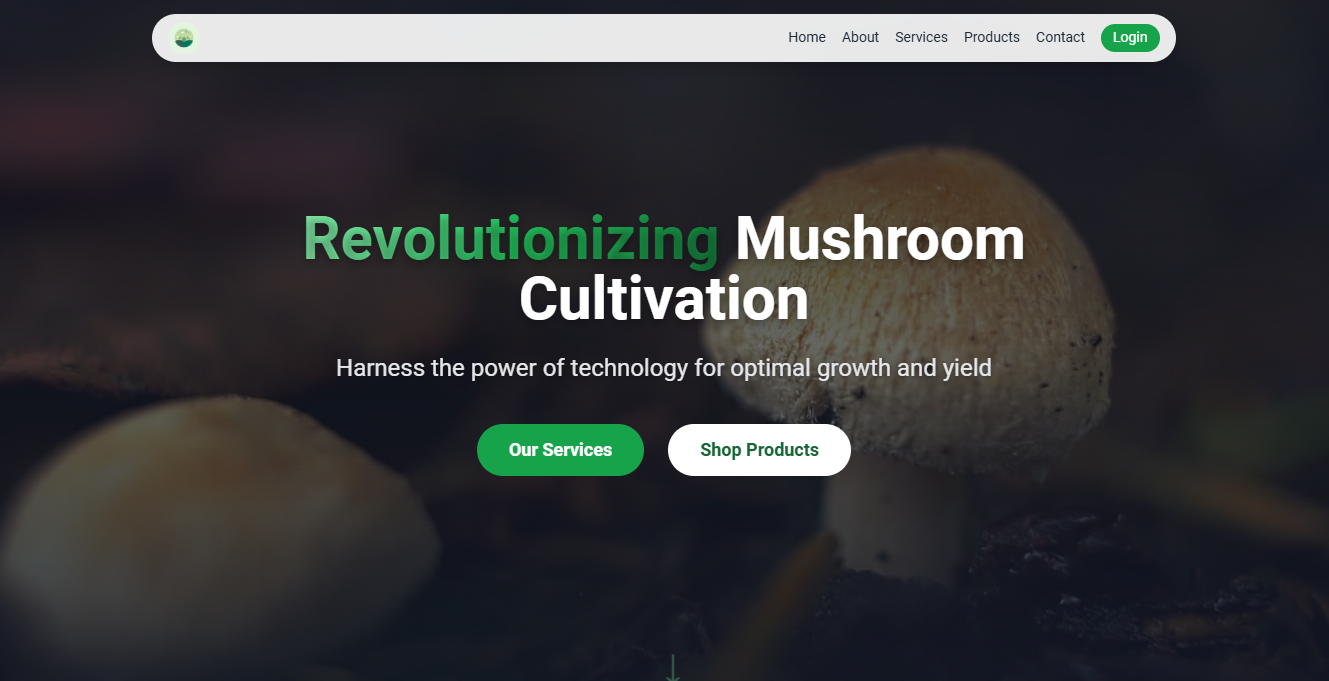 Home About Services Products Contact Login
Revolutionizing Mushroom
Cultivation
Harness the power of technology for optimal growth and yield
Our Services Shop Products